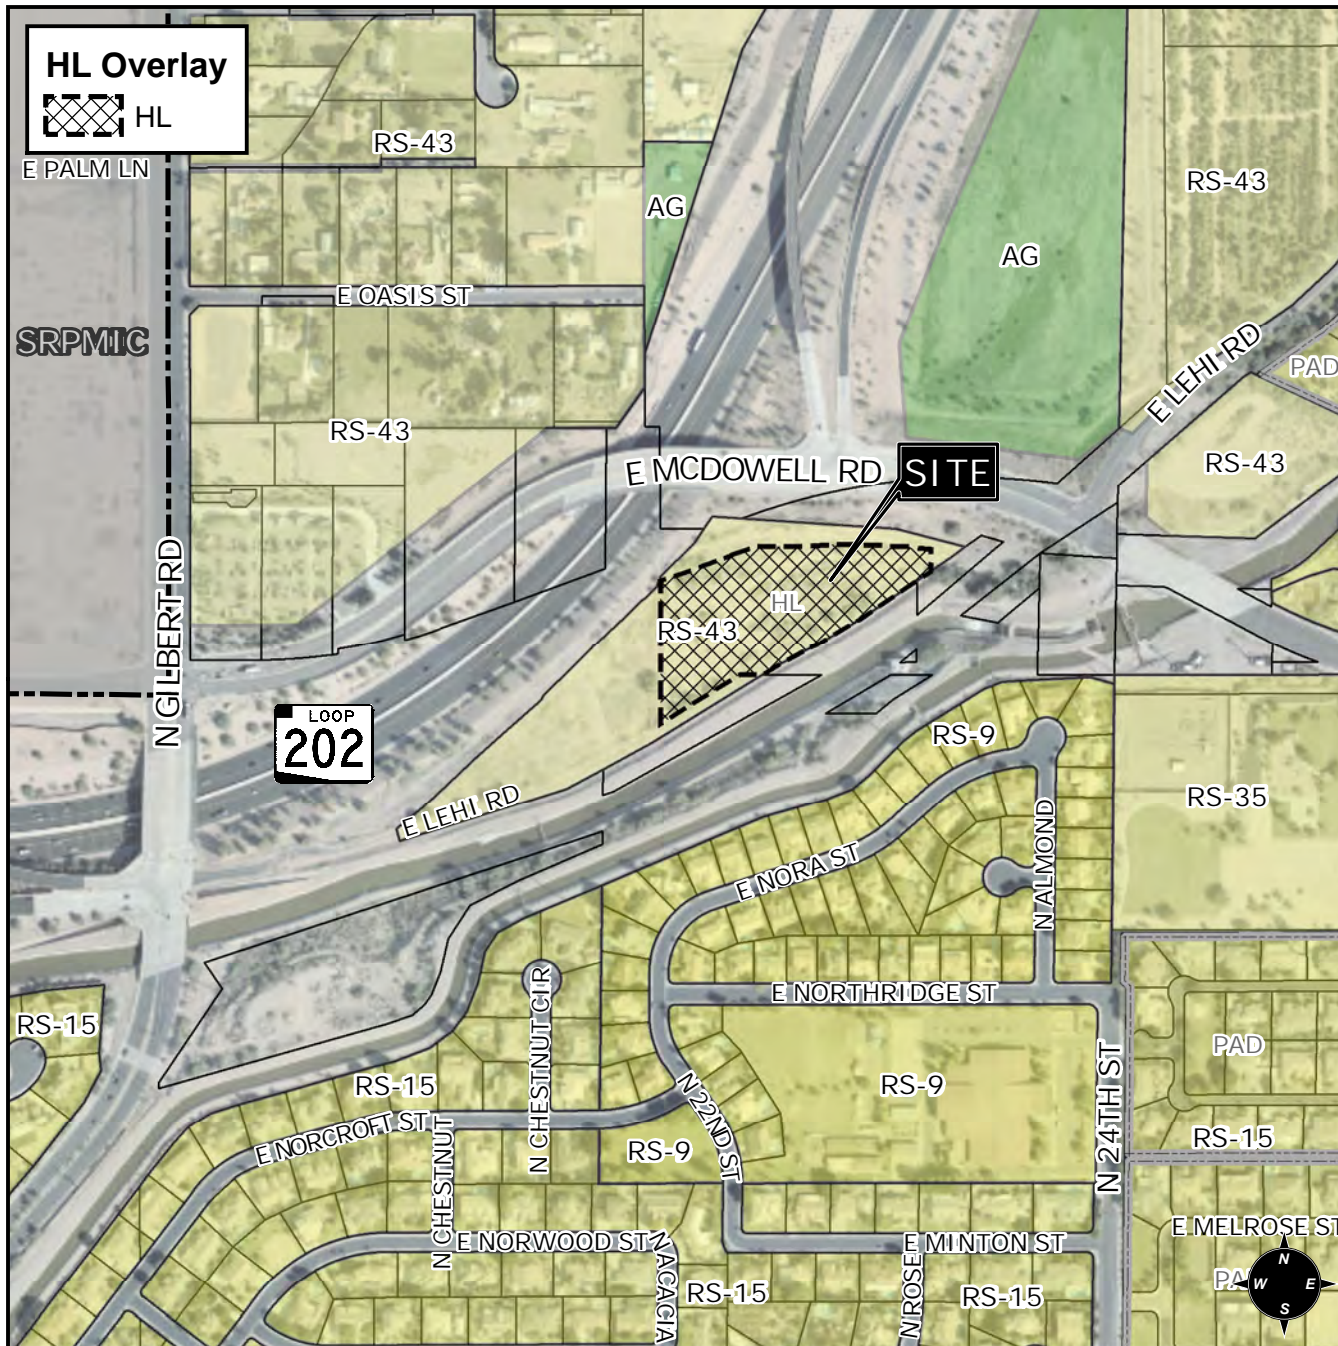 HL Overlay
HL
E PALM LN
RS-43
AG
RS-43
AG
E OASIS ST
SRPMIC
E LEHI RD
PAD
RS-43
RS-43
E MCDOWELL RD
SITE
N GILBERT RD
HL
RS-43
LOOP
202
RS-9
RS-35
E LEHI RD
E NORA ST
N ALMOND
E NORTHRIDGE ST
RS-15
N CHESTNUT CIR
PAD
RS-15
RS-9
N 22ND ST
N 24TH ST
E NORCROFT ST
N CHESTNUT
RS-9
RS-15
E NORWOOD ST
N ACACIA
E MINTON ST
E MELROSE ST
RS-15
N ROSE
RS-15
N
W
E
S